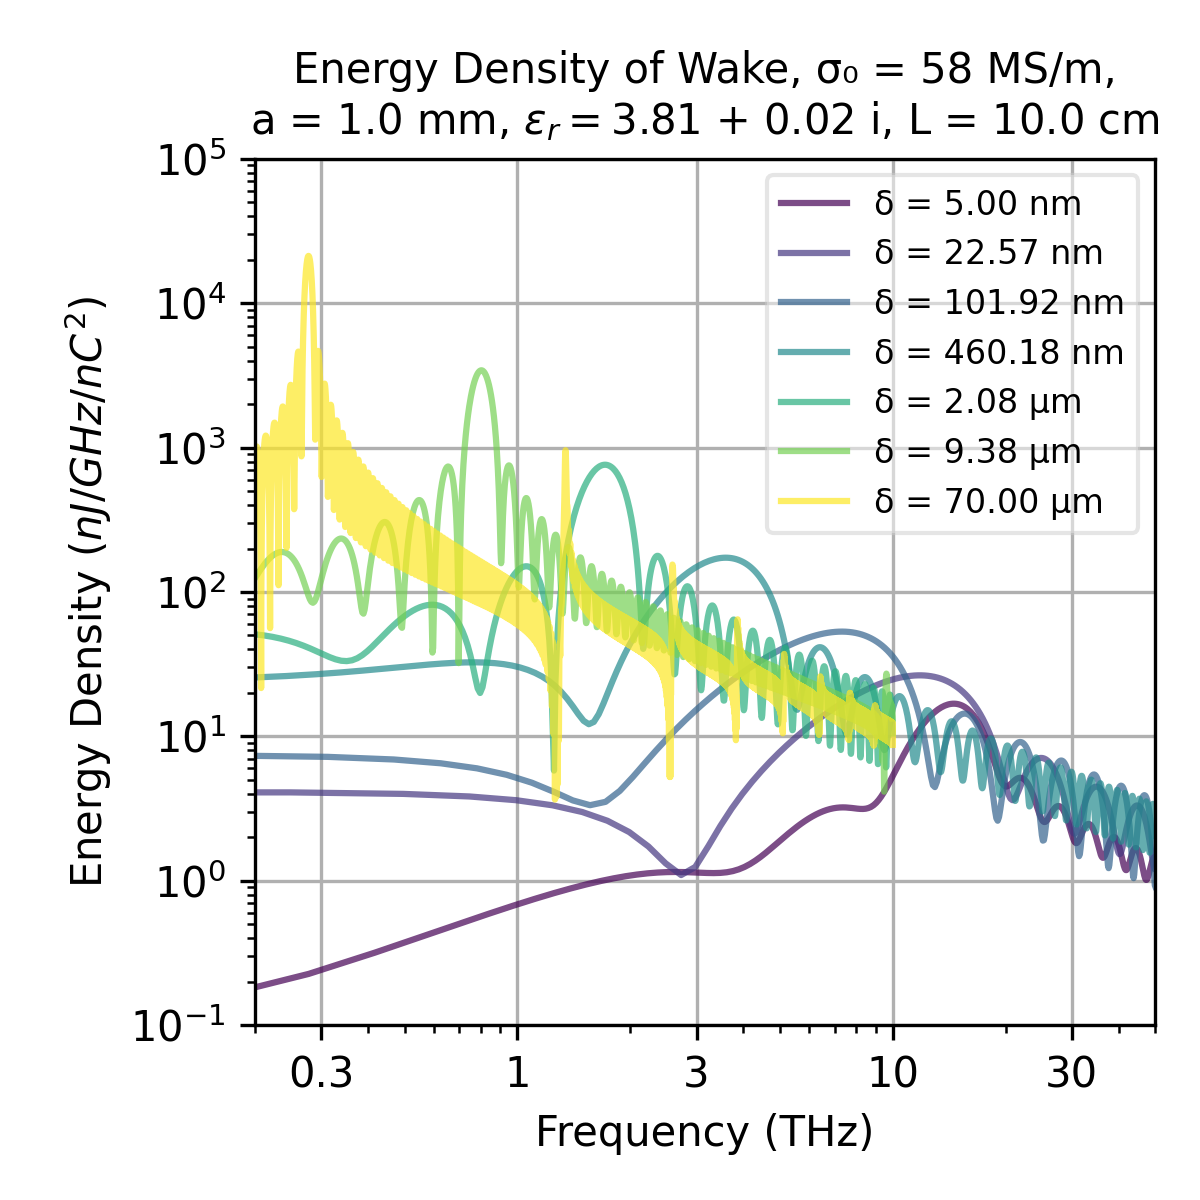 Energy Density of Wake, σ₀ = 58 MS/m,
a = 1.0 mm, εᵣ = 3.81 + 0.02 i, L = 10.0 cm
10⁵
10⁴
10³
10²
10¹
10⁰
10⁻¹
Energy Density (nJ/GHz/nC²)
δ = 5.00 nm
δ = 22.57 nm
δ = 101.92 nm
δ = 460.18 nm
δ = 2.08 μm
δ = 9.38 μm
δ = 70.00 μm
0.3 1 3 10 30
Frequency (THz)